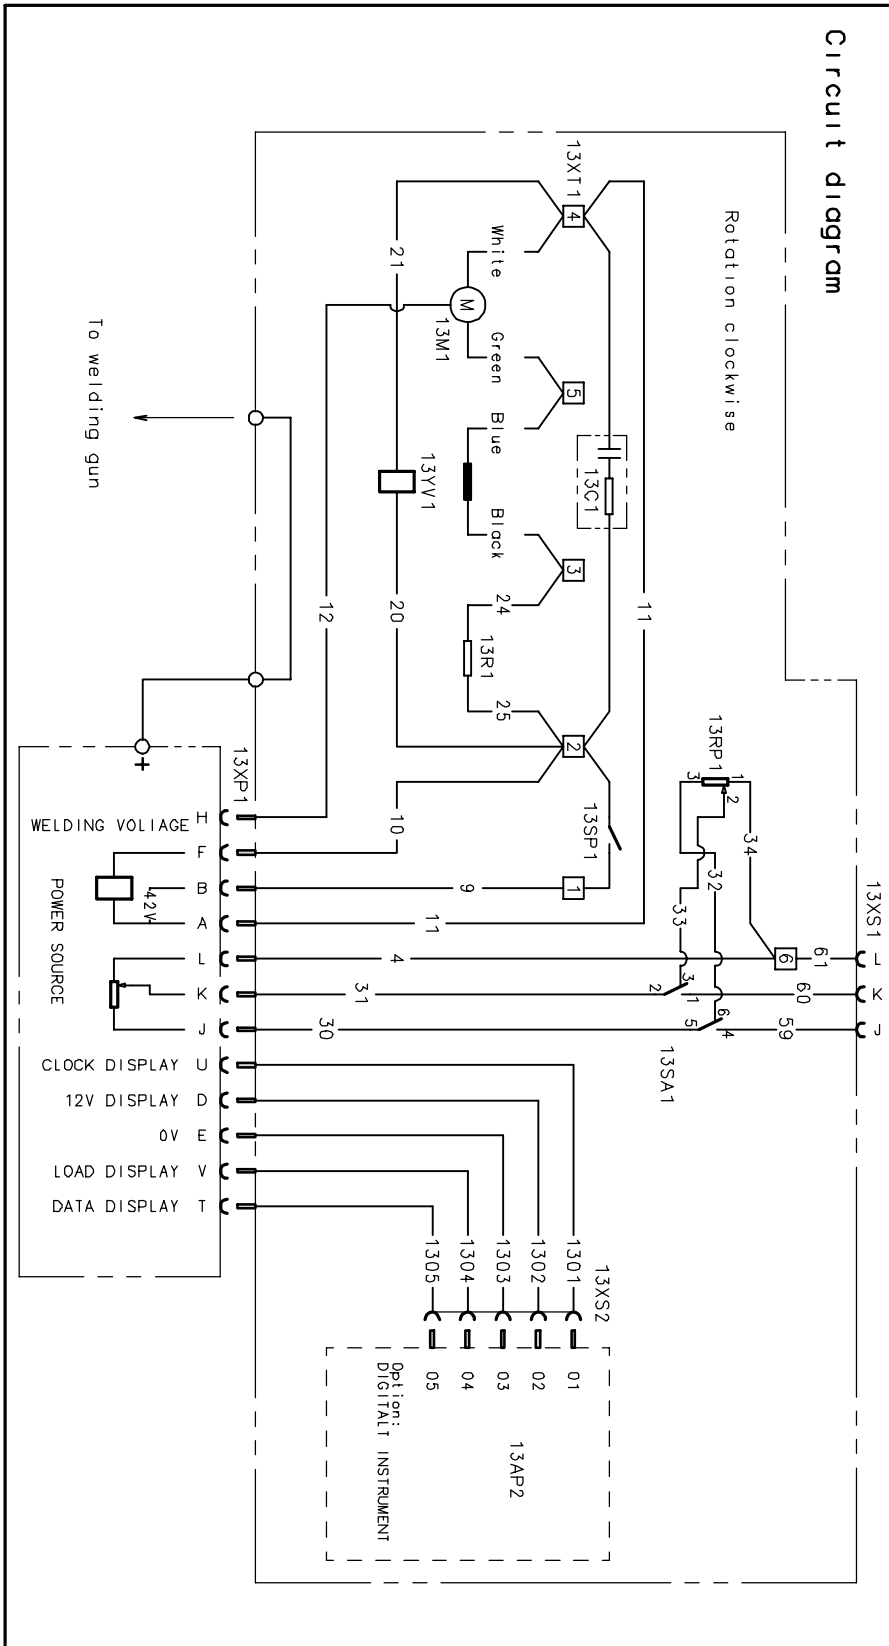 Circuit diagram
Rotation clockwise
13XT1
4
21
White
M
13M1
Green
5
Blue
13YV1
13C1
Black
3
24
20
12
11
13R1
25
2
To welding gun
+
13SP1
10
1
9
11
13RP1
1
2
3
34
32
33
6
61
13XS1
L
K
J
4
31
30
2
3
1
60
5
6
4
59
13SA1
13XP1
WELDING VOLIAGE H
F
B
42V
A
POWER SOURCE
L
K
J
CLOCK DISPLAY U
12V DISPLAY D
0V E
LOAD DISPLAY V
DATA DISPLAY T
1305
1304
1303
1302
1301
13XS2
05
04
03
02
01
Option:
DIGITALT INSTRUMENT
13AP2